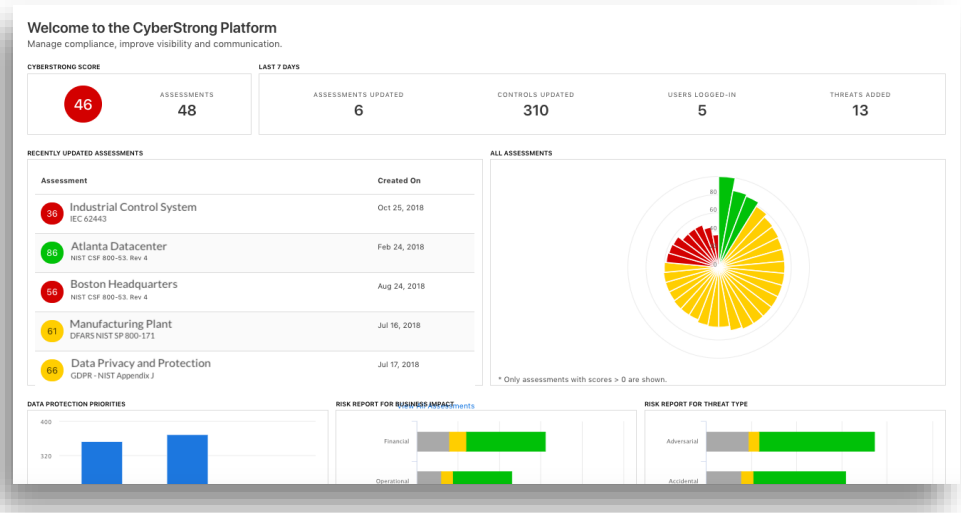 Welcome to the CyberStrong Platform
Manage compliance, improve visibility and communication.
CYBERSTRONG SCORE
46
ASSESSMENTS
48
LAST 7 DAYS
ASSESSMENTS UPDATED
6
CONTROLS UPDATED
310
USERS LOGGED-IN
5
THREATS ADDED
13
RECENTLY UPDATED ASSESSMENTS
Assessment Created On
36 Industrial Control System Oct 25, 2018
IEC 62443
86 Atlanta Datacenter Feb 24, 2018
NIST CSF 800-53. Rev 4
56 Boston Headquarters Aug 24, 2018
NIST CSF 800-53. Rev 4
61 Manufacturing Plant Jul 16, 2018
DFARS NIST SP 800-171
66 Data Privacy and Protection Jul 17, 2018
GDPR - NIST Appendix J
View All Assessments
ALL ASSESSMENTS
80
60
0
* Only assessments with scores > 0 are shown.
DATA PROTECTION PRIORITIES
400
320
RISK REPORT FOR BUSINESS IMPACT
Financial
Operational
RISK REPORT FOR THREAT TYPE
Adversarial
Accidental